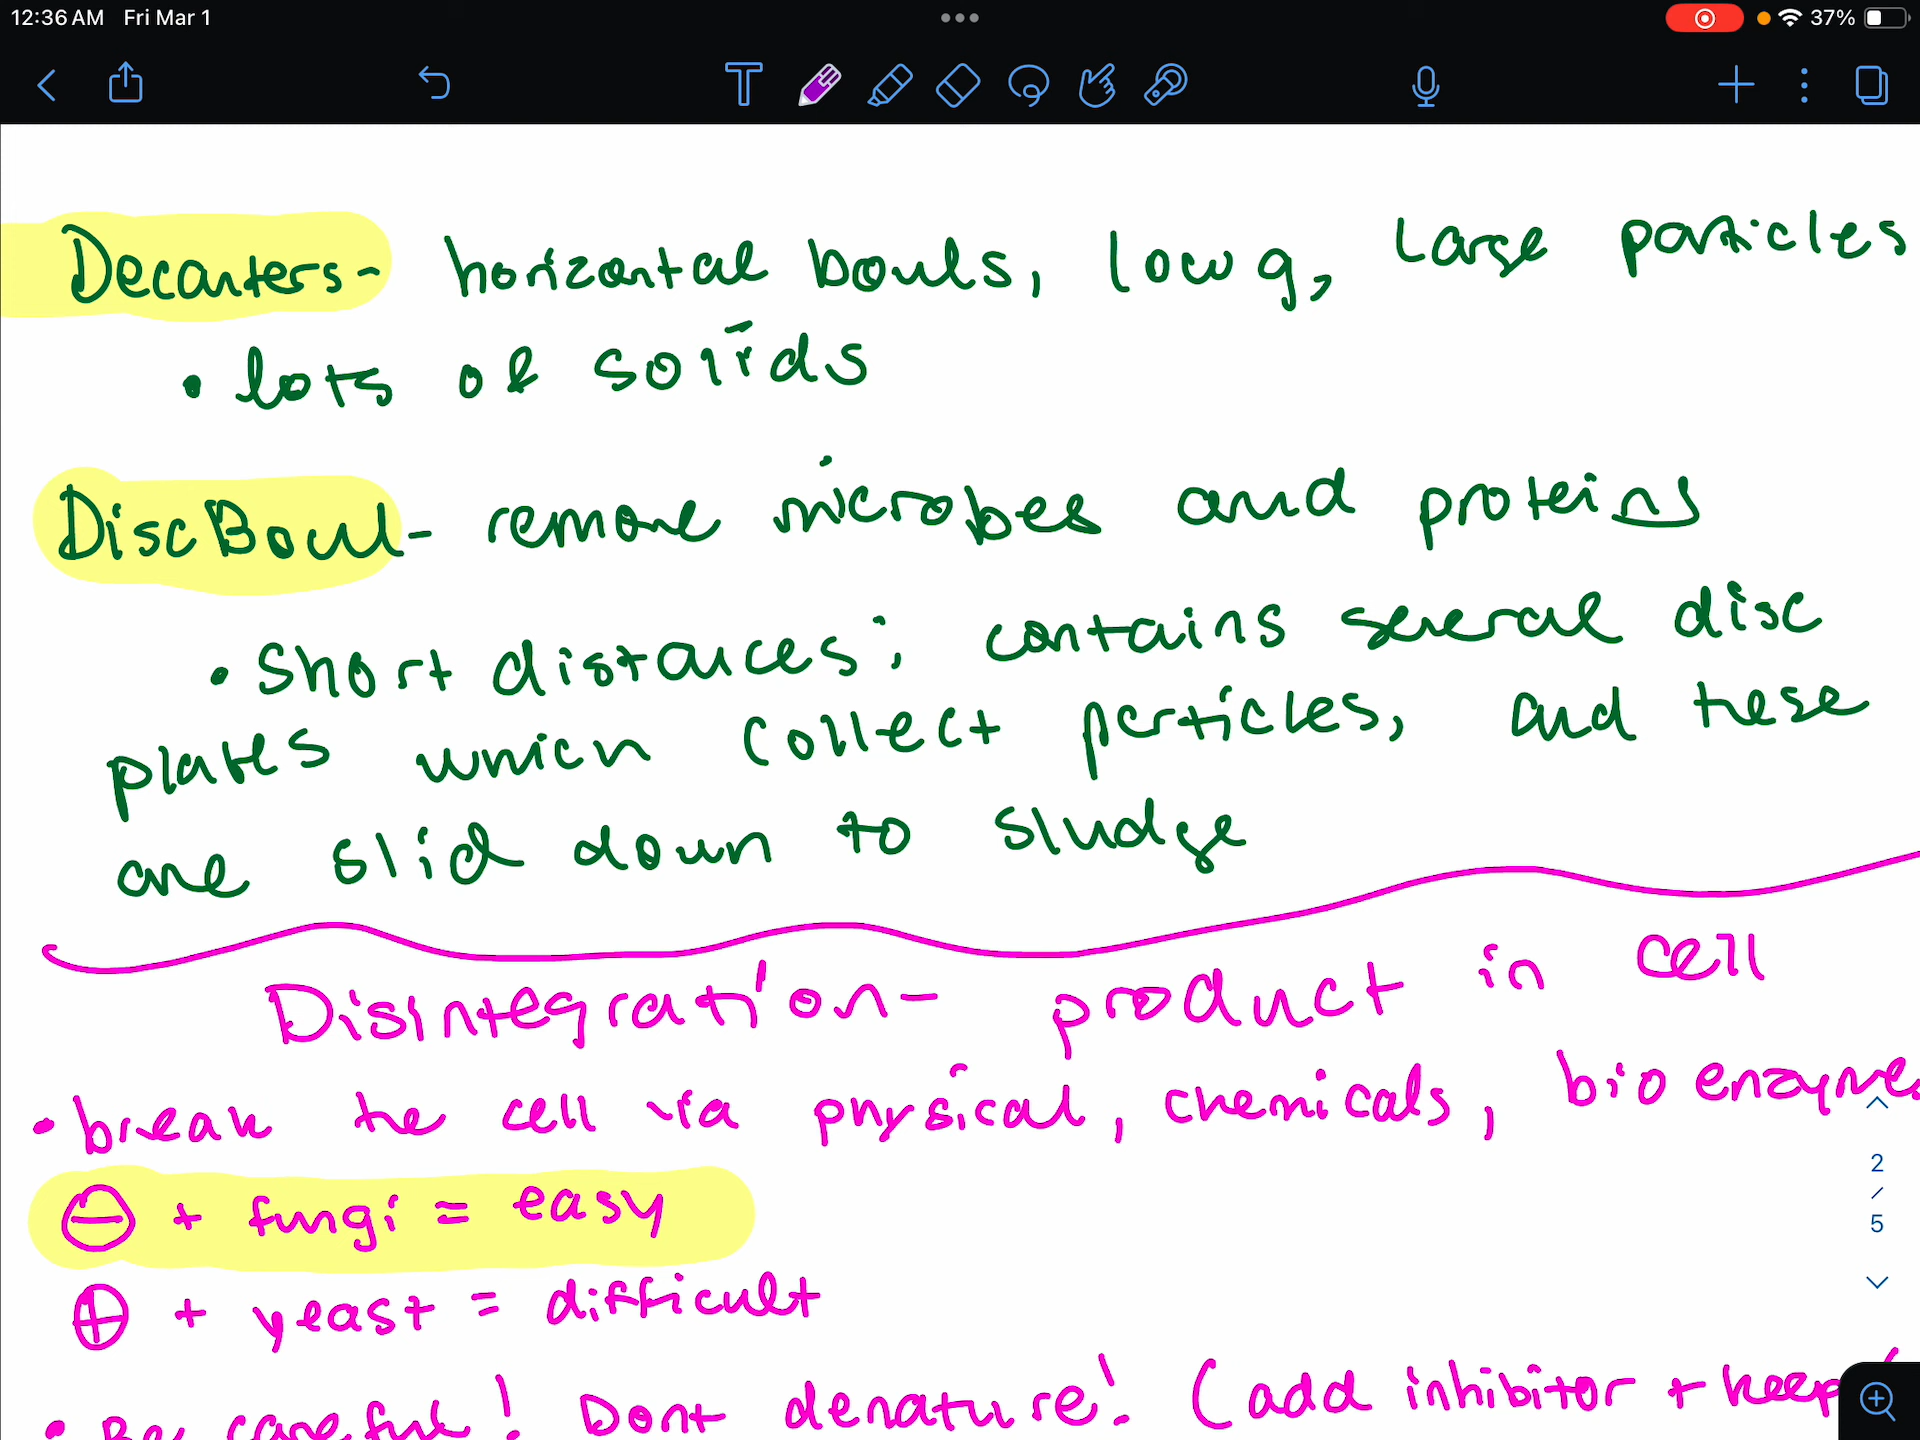 12:36 AM Fri Mar 1
37%
Decanters- horizontal bowls, low g, Large particles
• lots of solids
Disc Bowl- remove microbes and proteins
• Short distances; contains several disc
plates which collect particles, and these
are slid down to sludge
Disintegration- product in cell
• break the cell via physical, chemicals, bio enzymes
⊖ + fungi = easy
⊕ + yeast = difficult
• Be careful! Dont denature! (add inhibitor + keep
2
/
5